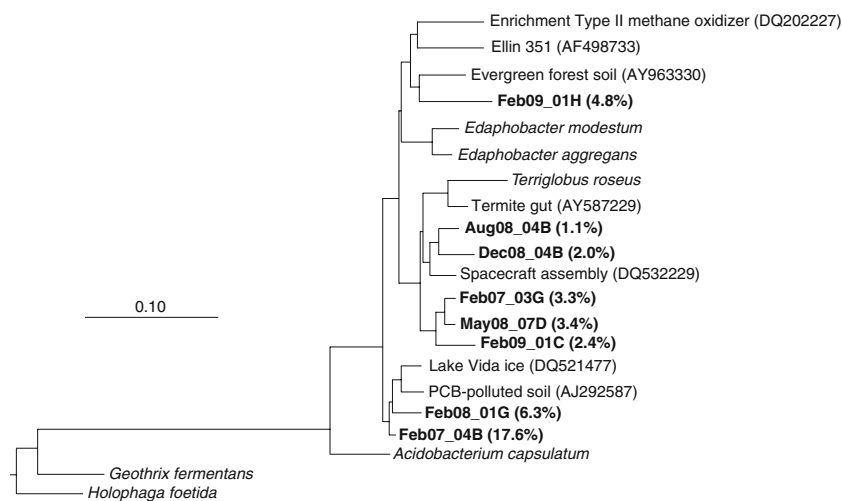 Enrichment Type II methane oxidizer (DQ202227)
Ellin 351 (AF498733)
Evergreen forest soil (AY963330)
Feb09_01H (4.8%)
Edaphobacter modestum
Edaphobacter aggregans
Terriglobus roseus
Termite gut (AY587229)
Aug08_04B (1.1%)
Dec08_04B (2.0%)
Spacecraft assembly (DQ532229)
0.10
Feb07_03G (3.3%)
May08_07D (3.4%)
Feb09_01C (2.4%)
Lake Vida ice (DQ521477)
PCB-polluted soil (AJ292587)
Feb08_01G (6.3%)
Feb07_04B (17.6%)
Acidobacterium capsulatum
Geothrix fermentans
Holophaga foetida